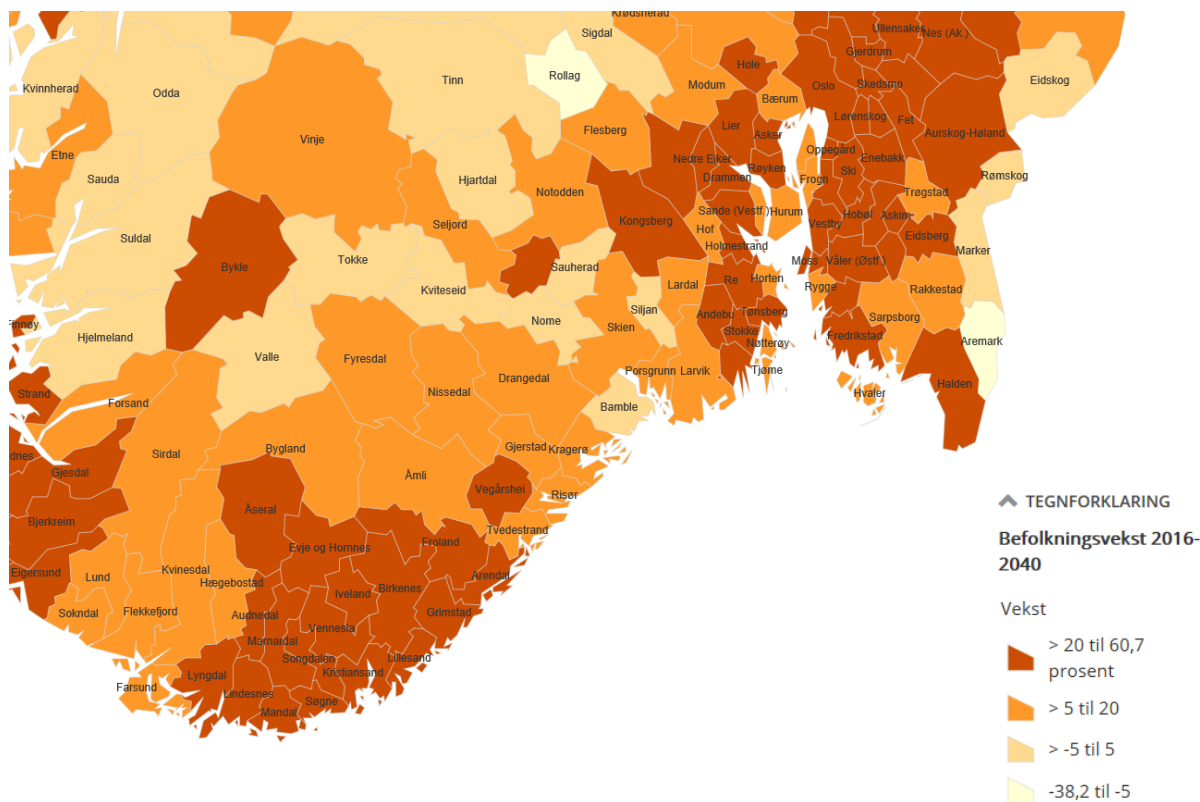 Krødsherad
Ullensaker
Nes (Ak.)
Sigdal
Gjerdrum
Hole
Tinn
Rollag
Eidskog
Kvinnherad
Odda
Modum
Oslo
Skedsmo
Bærum
Lørenskog
Fet
Lier
Flesberg
Asker
Aurskog-Høland
Vinje
Etne
Oppegård
Enebakk
Nedre Eiker
Røyken
Ski
Rømskog
Sauda
Hjartdal
Drammen
Frogn
Notodden
Trøgstad
Sande (Vestf.)
Hurum
Hobøl
Askim
Kongsberg
Seljord
Vestby
Hof
Eidsberg
Suldal
Holmestrand
Marker
Tokke
Bykle
Sauherad
Moss
Våler (Østf.)
Kviteseid
Re
Horten
Lardal
Rygge
Rakkestad
Siljan
Tønsberg
Andebu
Sarpsborg
Nome
Finnøy
Skien
Stokke
Hjelmeland
Fredrikstad
Aremark
Nøtterøy
Valle
Fyresdal
Porsgrunn
Larvik
Tjøme
Drangedal
Halden
Nissedal
Strand
Hvaler
Forsand
Bamble
Bygland
Gjerstad
Kragerø
Sirdal
dnes
Gjesdal
Åmli
Vegårshei
Risør
Åseral
Bjerkreim
Tvedestrand
Froland
Evje og Hornnes
Kvinesdal
Eigersund
Lund
Arendal
Hægebostad
Birkenes
Iveland
Sokndal
Flekkefjord
Grimstad
Audnedal
Vennesla
Marnardal
Songdalen
Lillesand
Kristiansand
Lyngdal
Farsund
Lindesnes
Søgne
Mandal
TEGNFORKLARING
Befolkningsvekst 2016-
2040
Vekst
> 20 til 60,7
prosent
> 5 til 20
> -5 til 5
-38,2 til -5